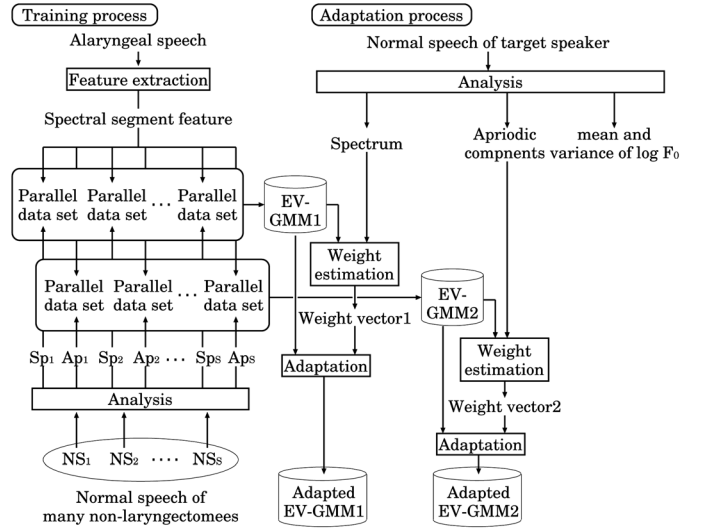 Training process
Alaryngeal speech
Feature extraction
Spectral segment feature
Parallel data set
Parallel data set
...
Parallel data set
Parallel data set
Parallel data set
...
Parallel data set
Sp1 Ap1 Sp2 Ap2 ... SpS ApS
Analysis
NS1 NS2 .... NSS
Normal speech of
many non-laryngectomees
Adaptation process
Normal speech of target speaker
Analysis
Spectrum
Apriodic
compnents
mean and
variance of log F0
EV-
GMM1
Weight
estimation
Weight vector1
Adaptation
Adapted
EV-GMM1
EV-
GMM2
Weight
estimation
Weight vector2
Adaptation
Adapted
EV-GMM2